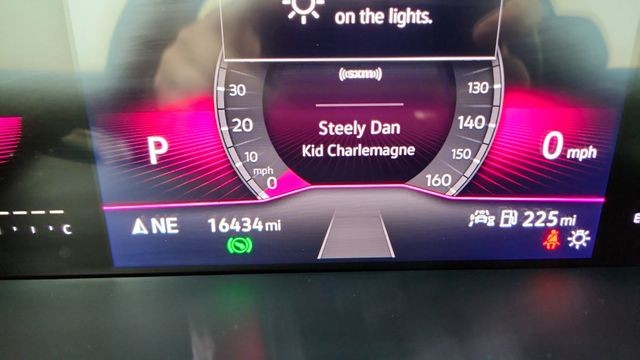 on the lights.
((sxm))
30
130
Steely Dan
20
140
P
Kid Charlemagne
0 mph
10
150
mph
0
160
NE
16434 mi
225 mi
C